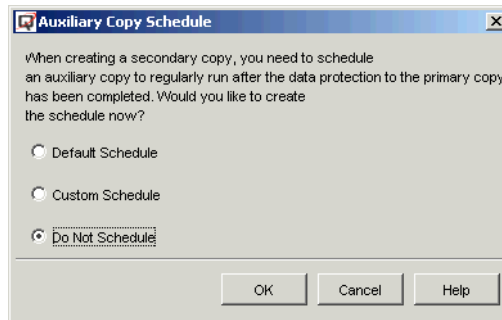 Auxiliary Copy Schedule
When creating a secondary copy, you need to schedule
an auxiliary copy to regularly run after the data protection to the primary copy
has been completed. Would you like to create
the schedule now?
Default Schedule
Custom Schedule
Do Not Schedule
OK Cancel Help